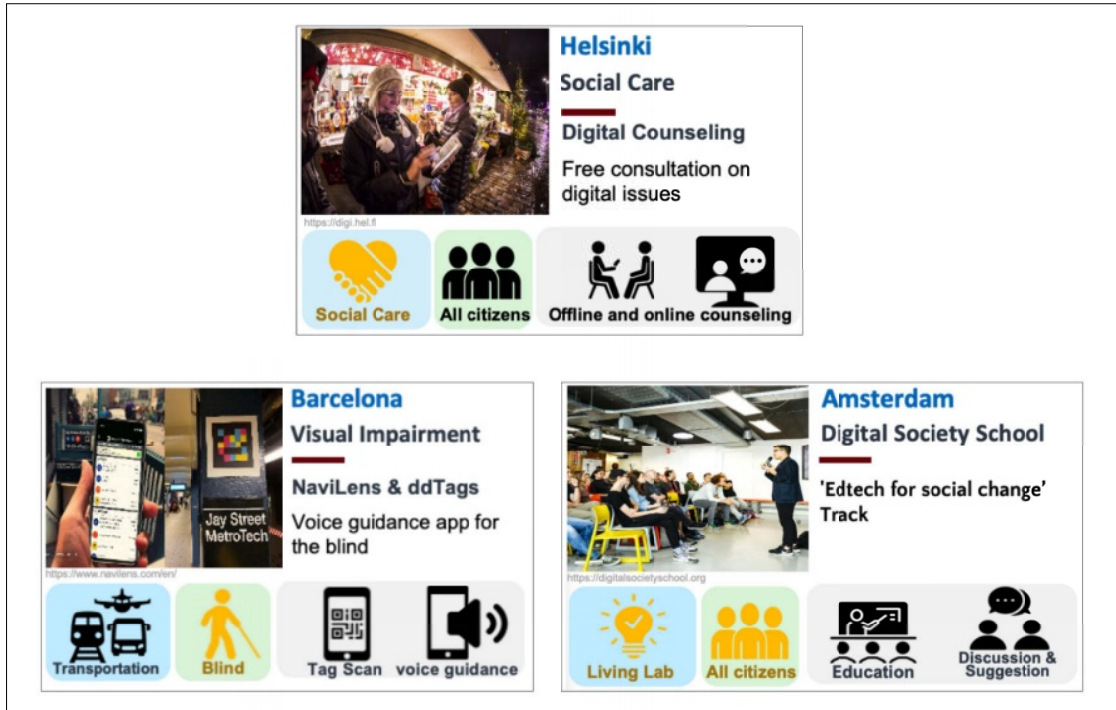 Helsinki
Social Care
Digital Counseling
Free consultation on
digital issues
https://digi.hel.fi
Social Care
All citizens
Offline and online counseling
Barcelona
Visual Impairment
NaviLens & ddTags
Voice guidance app for
the blind
Jay Street
MetroTech
https://www.navilens.com/en/
Transportation
Blind
Tag Scan
voice guidance
Amsterdam
Digital Society School
'Edtech for social change'
Track
https://digitalsocietyschool.org
Living Lab
All citizens
Education
Discussion &
Suggestion